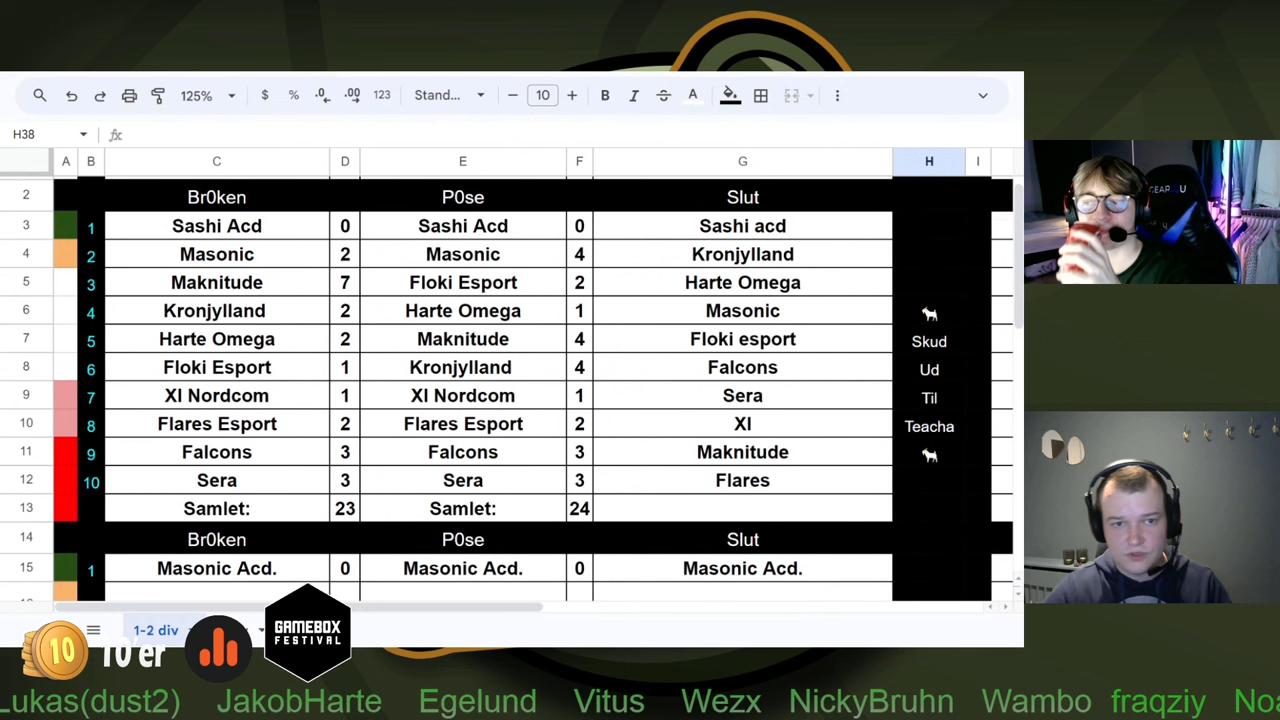 125% $ % .0 .00 123 Stand... 10 B I A
H38 fx
A B C D E F G H I
2 Br0ken P0se Slut
3 1 Sashi Acd 0 Sashi Acd 0 Sashi acd
4 2 Masonic 2 Masonic 4 Kronjylland
5 3 Maknitude 7 Floki Esport 2 Harte Omega
6 4 Kronjylland 2 Harte Omega 1 Masonic
7 5 Harte Omega 2 Maknitude 4 Floki esport Skud
8 6 Floki Esport 1 Kronjylland 4 Falcons Ud
9 7 XI Nordcom 1 XI Nordcom 1 Sera Til
10 8 Flares Esport 2 Flares Esport 2 XI Teacha
11 9 Falcons 3 Falcons 3 Maknitude
12 10 Sera 3 Sera 3 Flares
13 Samlet: 23 Samlet: 24
14 Br0ken P0se Slut
15 1 Masonic Acd. 0 Masonic Acd. 0 Masonic Acd.
1-2 div
10 10'er
GAMEBOX
FESTIVAL
GEAR4U
Lukas(dust2) JakobHarte Egelund Vitus Wezx NickyBruhn Wambo fraqziy Noa